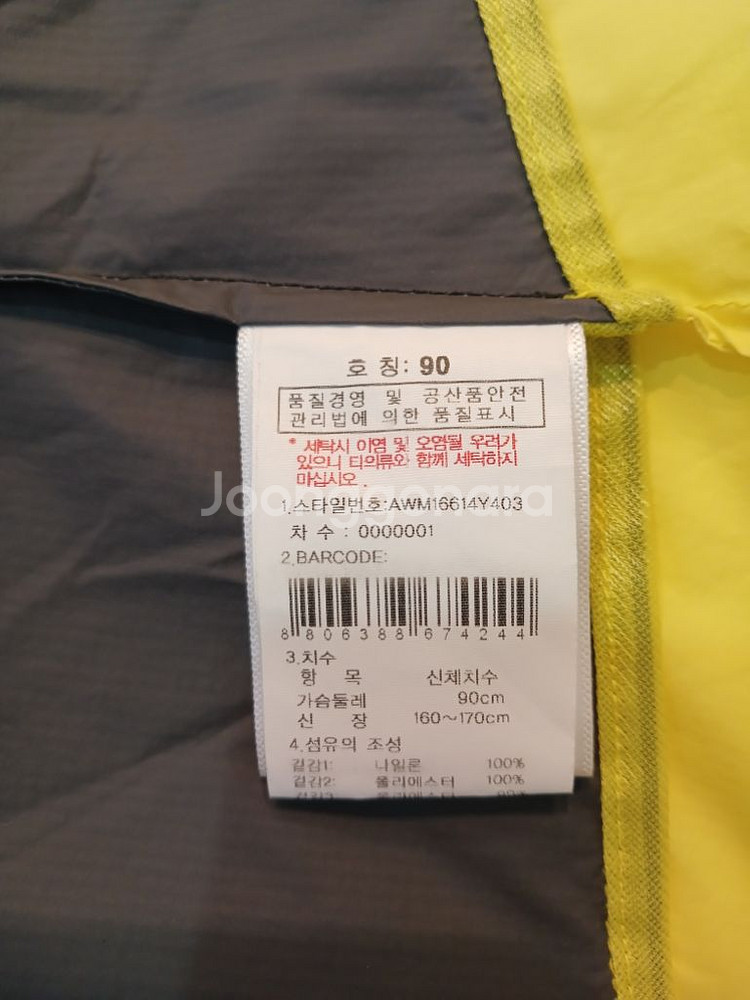 호 칭: 90
품질경영 및 공산품안전
관리법에 의한 품질표시
* 세탁시 이염 및 오염될 우려가
있으니 타의류와 함께 세탁하지
마십시오 .
Joonggonara
1.스타일번호:AWM16614Y403
차 수 : 0000001
2.BARCODE:
8 806388 674244
3.치수
항 목 신체치수
가슴둘레 90cm
신 장 160~170cm
4.섬유의 조성
겉감1: 나일론 100%
겉감2: 폴리에스터 100%